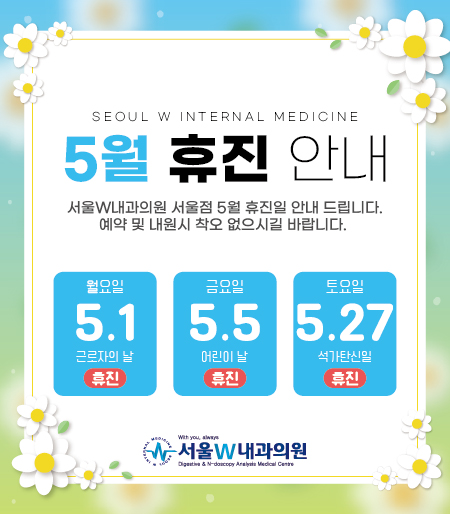 SEOUL W INTERNAL MEDICINE
5월 휴진 안내
서울W내과의원 서울점 5월 휴진일 안내 드립니다.
예약 및 내원시 착오 없으시길 바랍니다.
월요일
5.1
근로자의 날
휴진
금요일
5.5
어린이 날
휴진
토요일
5.27
석가탄신일
휴진
With you, always
서울W내과의원
Digestive & N-doscopy Analysis Medical Centre